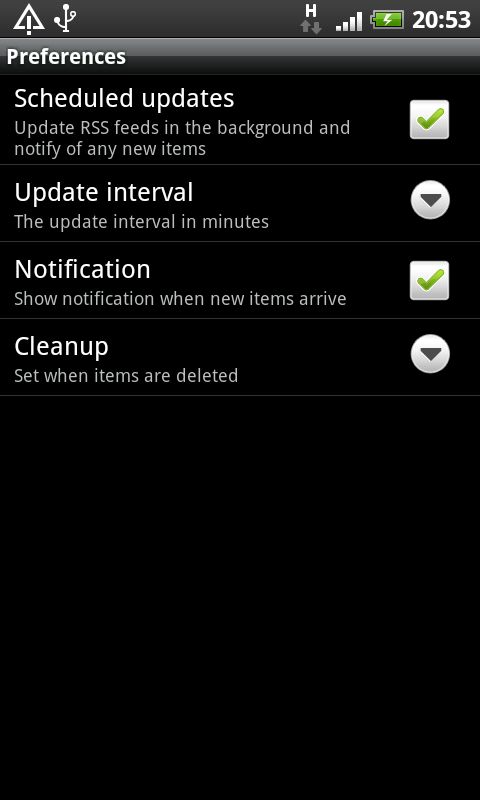 H
20:53
Preferences
Scheduled updates
Update RSS feeds in the background and
notify of any new items
Update interval
The update interval in minutes
Notification
Show notification when new items arrive
Cleanup
Set when items are deleted